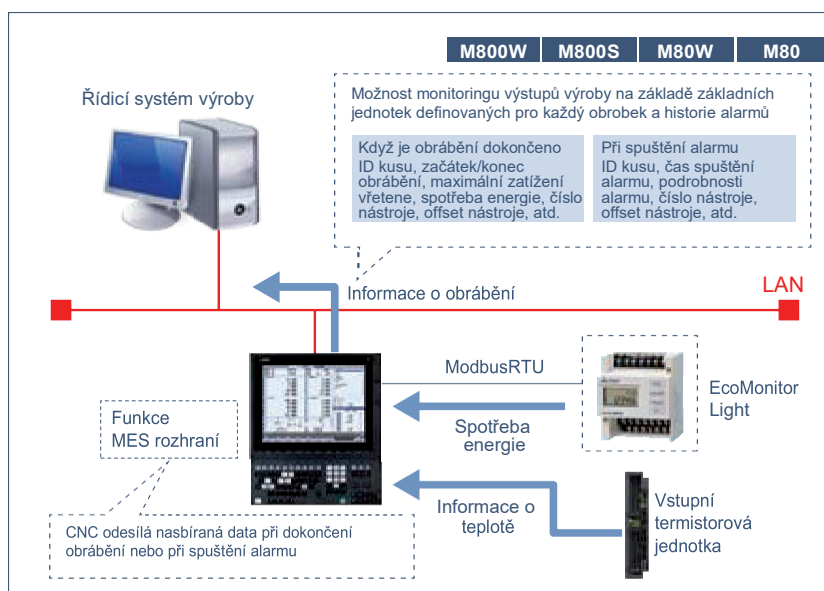 M800W M800S M80W M80
Řídicí systém výroby
Možnost monitoringu výstupů výroby na základě základních
jednotek definovaných pro každý obrobek a historie alarmů
Když je obrábění dokončeno
ID kusu, začátek/konec
obrábění, maximální zatížení
vřetene, spotřeba energie, číslo
nástroje, offset nástroje, atd.
Při spuštění alarmu
ID kusu, čas spuštění
alarmu, podrobnosti
alarmu, číslo nástroje,
offset nástroje, atd.
LAN
Informace o obrábění
ModbusRTU
EcoMonitor
Light
Spotřeba
energie
Funkce
MES rozhraní
Informace o
teplotě
Vstupní
termistorová
jednotka
CNC odesílá nasbíraná data při dokončení
obrábění nebo při spuštění alarmu